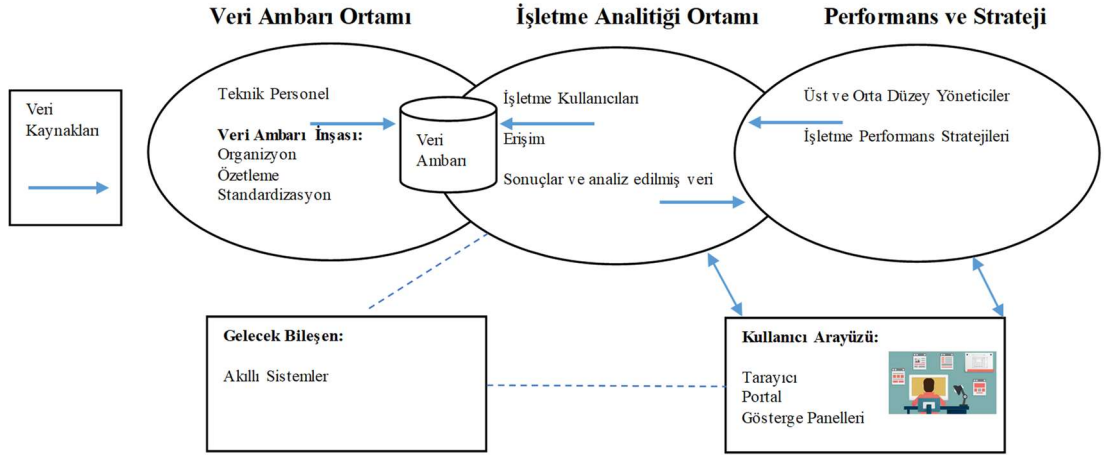 Veri Ambarı Ortamı
İşletme Analitiği Ortamı
Performans ve Strateji
Veri
Kaynakları
Teknik Personel
Veri Ambarı İnşası:
Organizyon
Özetleme
Standardizasyon
Veri
Ambarı
İşletme Kullanıcıları
Erişim
Sonuçlar ve analiz edilmiş veri
Üst ve Orta Düzey Yöneticiler
İşletme Performans Stratejileri
Gelecek Bileşen:
Akıllı Sistemler
Kullanıcı Arayüzü:
Tarayıcı
Portal
Gösterge Panelleri